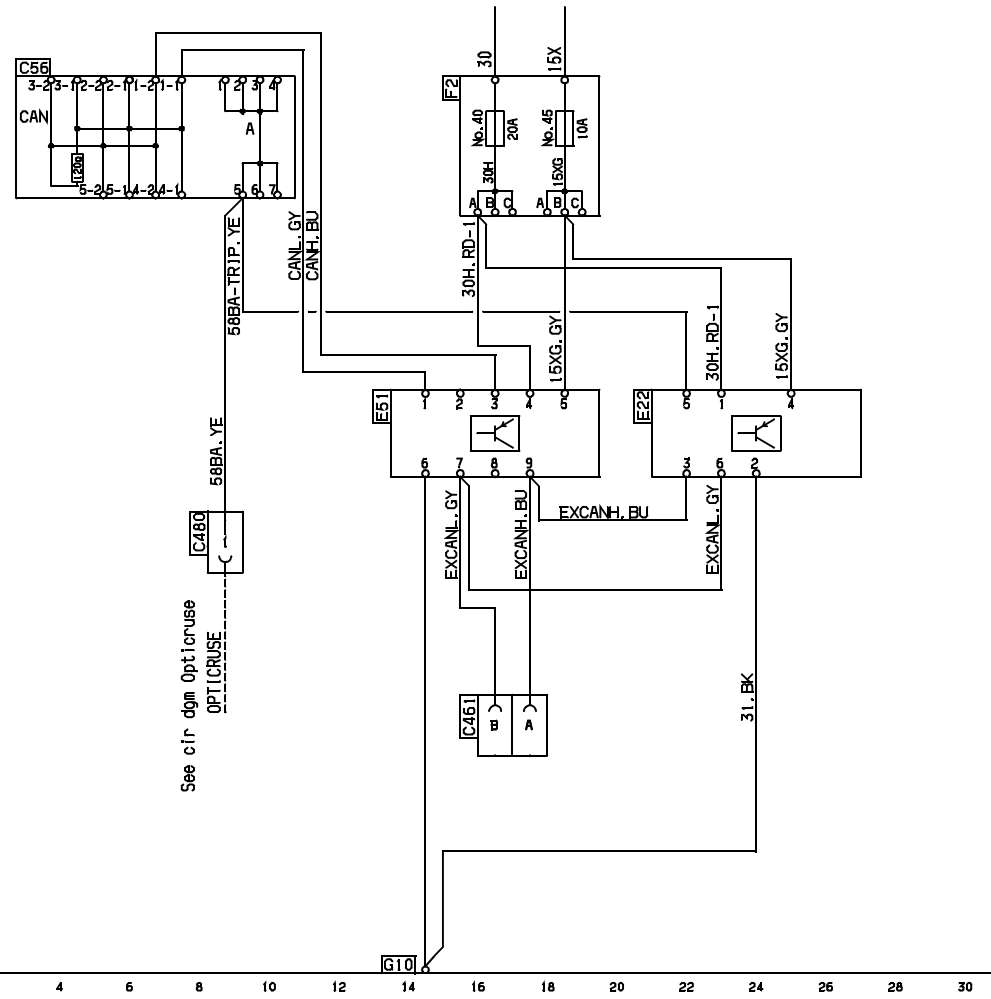 30
15X
C56
3-2 3-1 2-2 2-1 1-2 1-1 1 2 3 4
CAN
A
120Ω
5-2 5-1 4-2 4-1 5 6 7
F2
No.40
20A
No.45
10A
30H
15XG
A B C A B C
58BA-TRIP.YE
CANL.GY
CANH.BU
30H.RD-1
15XG.GY
30H.RD-1
15XG.GY
E51
1 2 3 4 5
6 7 8 9
E22
5 1 4
3 6 2
58BA.YE
C480
1
EXCANL.GY
EXCANH.BU
EXCANH.BU
EXCANL.GY
See cir dgm Opticruse
OPTICRUSE
C461
B A
31.BK
G10
4 6 8 10 12 14 16 18 20 22 24 26 28 30